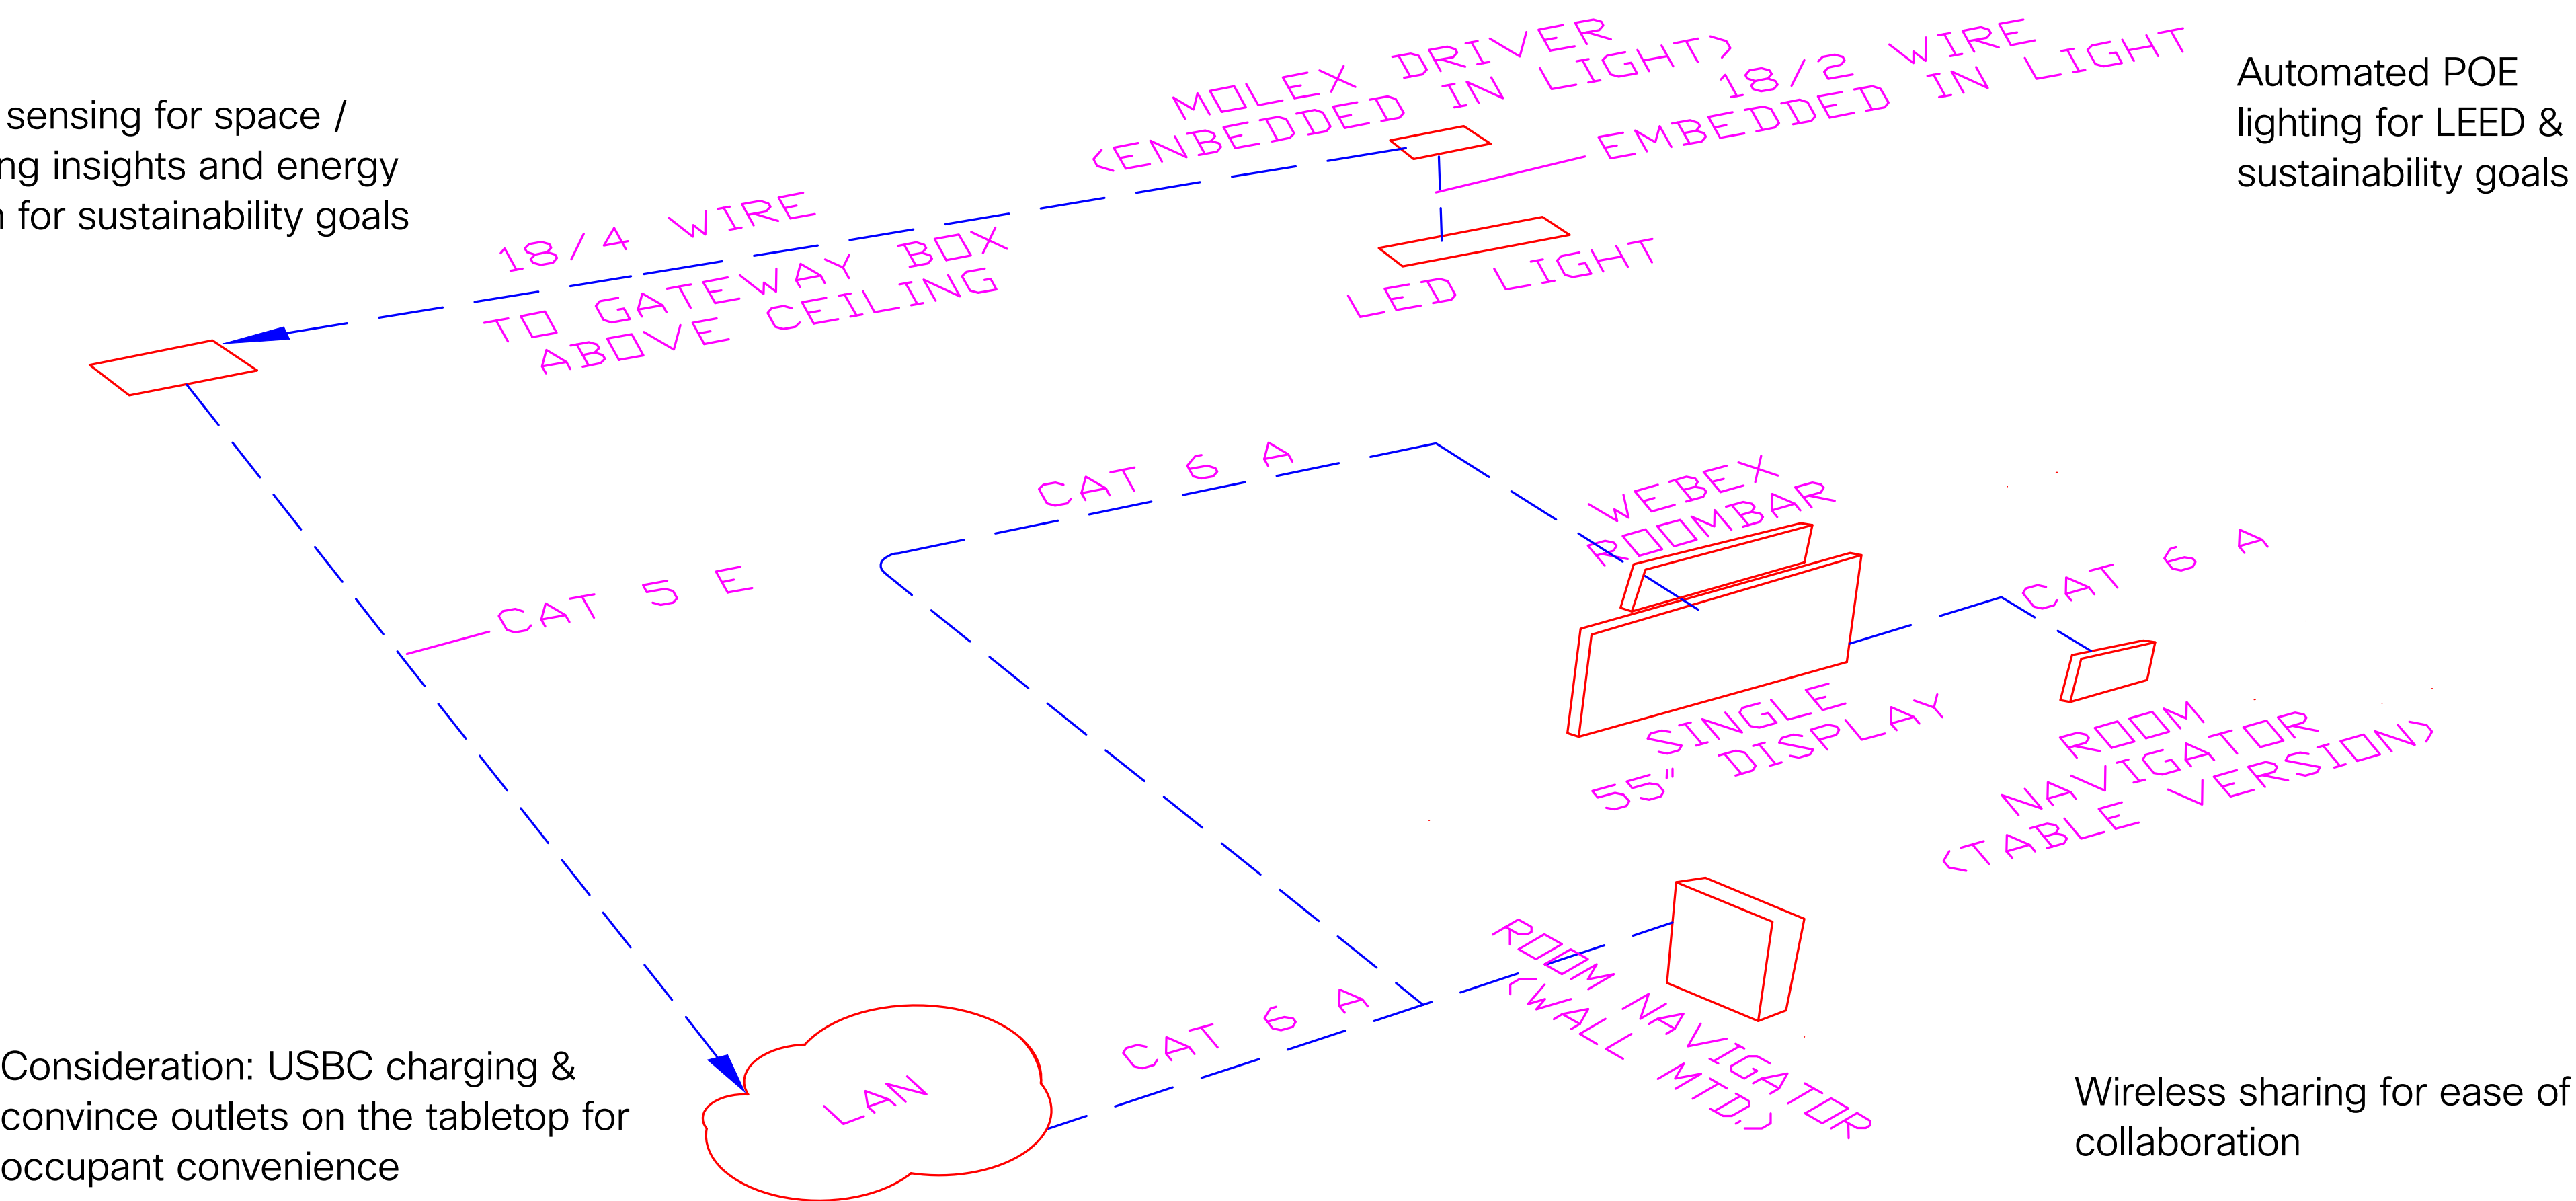 sensing for space /
insights and energy
for sustainability goals
MOLEX DRIVER
(ENBEDDED IN LIGHT)
18/2 WIRE
EMBEDDED IN LIGHT
Automated POE
lighting for LEED &
sustainability goals
18/4 WIRE
TO GATEWAY BOX
ABOVE CEILING
LED LIGHT
CAT 6 A
WEBEX
ROOMBAR
CAT 6 A
CAT 5 E
SINGLE
55" DISPLAY
ROOM
NAVIGATOR
(TABLE VERSION)
ROOM NAVIGATOR
(WALL MTD.)
CAT 6 A
LAN
Consideration: USBC charging &
convince outlets on the tabletop for
occupant convenience
Wireless sharing for ease of
collaboration